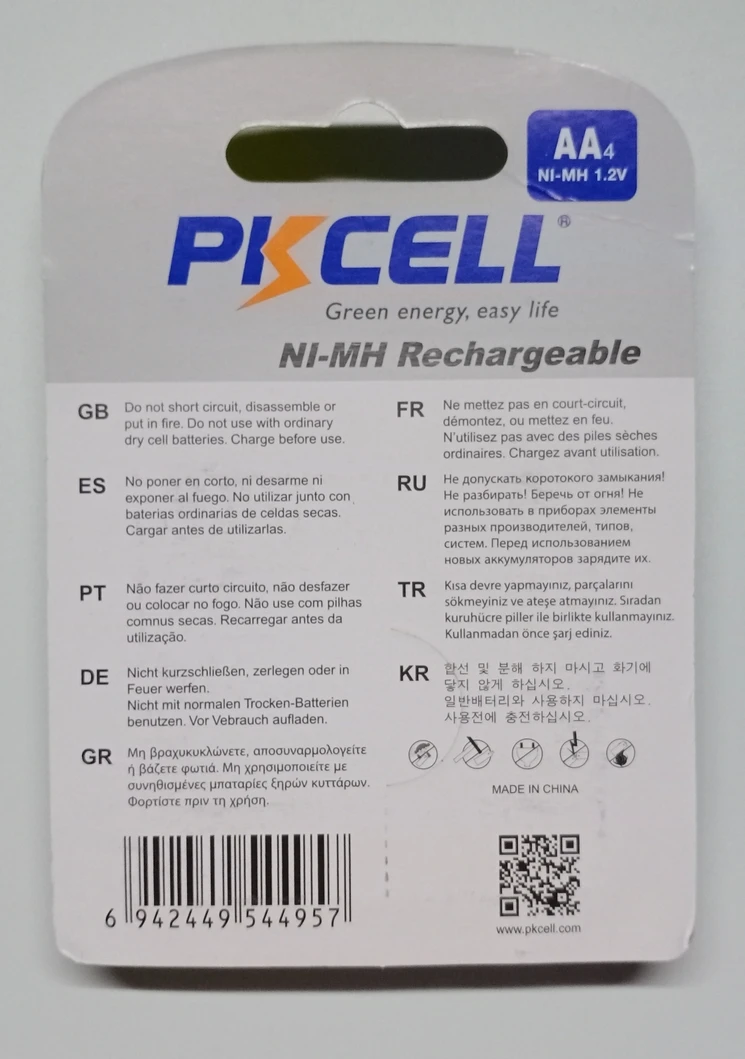 AA4
NI-MH 1.2V
PKCELL®
Green energy, easy life
NI-MH Rechargeable
GB
Do not short circuit, disassemble or
put in fire. Do not use with ordinary
dry cell batteries. Charge before use.
ES
No poner en corto, ni desarme ni
exponer al fuego. No utilizar junto con
baterias ordinarias de celdas secas.
Cargar antes de utilizarlas.
PT
Não fazer curto circuito, não desfazer
ou colocar no fogo. Não use com pilhas
comnus secas. Recarregar antes da
utilização.
DE
Nicht kurzschließen, zerlegen oder in
Feuer werfen.
Nicht mit normalen Trocken-Batterien
benutzen. Vor Vebrauch aufladen.
GR
Μη βραχυκυκλώνετε, αποσυναρμολογείτε
ή βάζετε φωτιά. Μη χρησιμοποιείτε με
συνηθισμένες μπαταρίες ξηρών κυττάρων.
Φορτίστε πριν τη χρήση.
FR
Ne mettez pas en court-circuit,
démontez, ou mettez en feu.
N'utilisez pas avec des piles sèches
ordinaires. Chargez avant utilisation.
RU
Не допускать коротокого замыкания!
Не разбирать! Беречь от огня! Не
использовать в приборах элементы
разных производителей, типов,
систем. Перед использованием
новых аккумуляторов зарядите их.
TR
Kısa devre yapmayınız, parçalarını
sökmeyiniz ve ateşe atmayınız. Sıradan
kuruhücre piller ile birlikte kullanmayınız.
Kullanmadan önce şarj ediniz.
KR
합선 및 분해 하지 마시고 화기에
닿지 않게 하십시오.
일반배터리와 사용하지 마십시오.
사용전에 충전하십시오.
MADE IN CHINA
6 942449 544957
www.pkcell.com